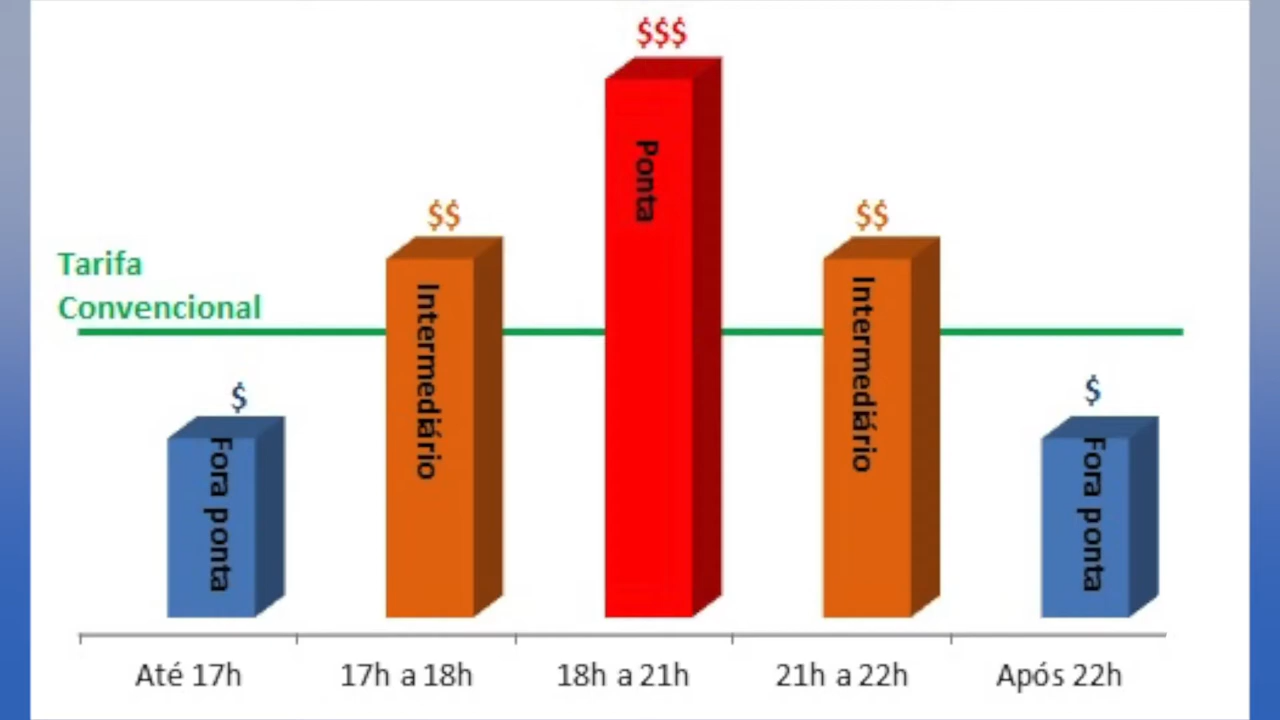 $$$
Ponta
$$
$$
Tarifa
Convencional
Intermediário
Intermediário
$
$
Fora ponta
Fora ponta
Até 17h
17h a 18h
18h a 21h
21h a 22h
Após 22h